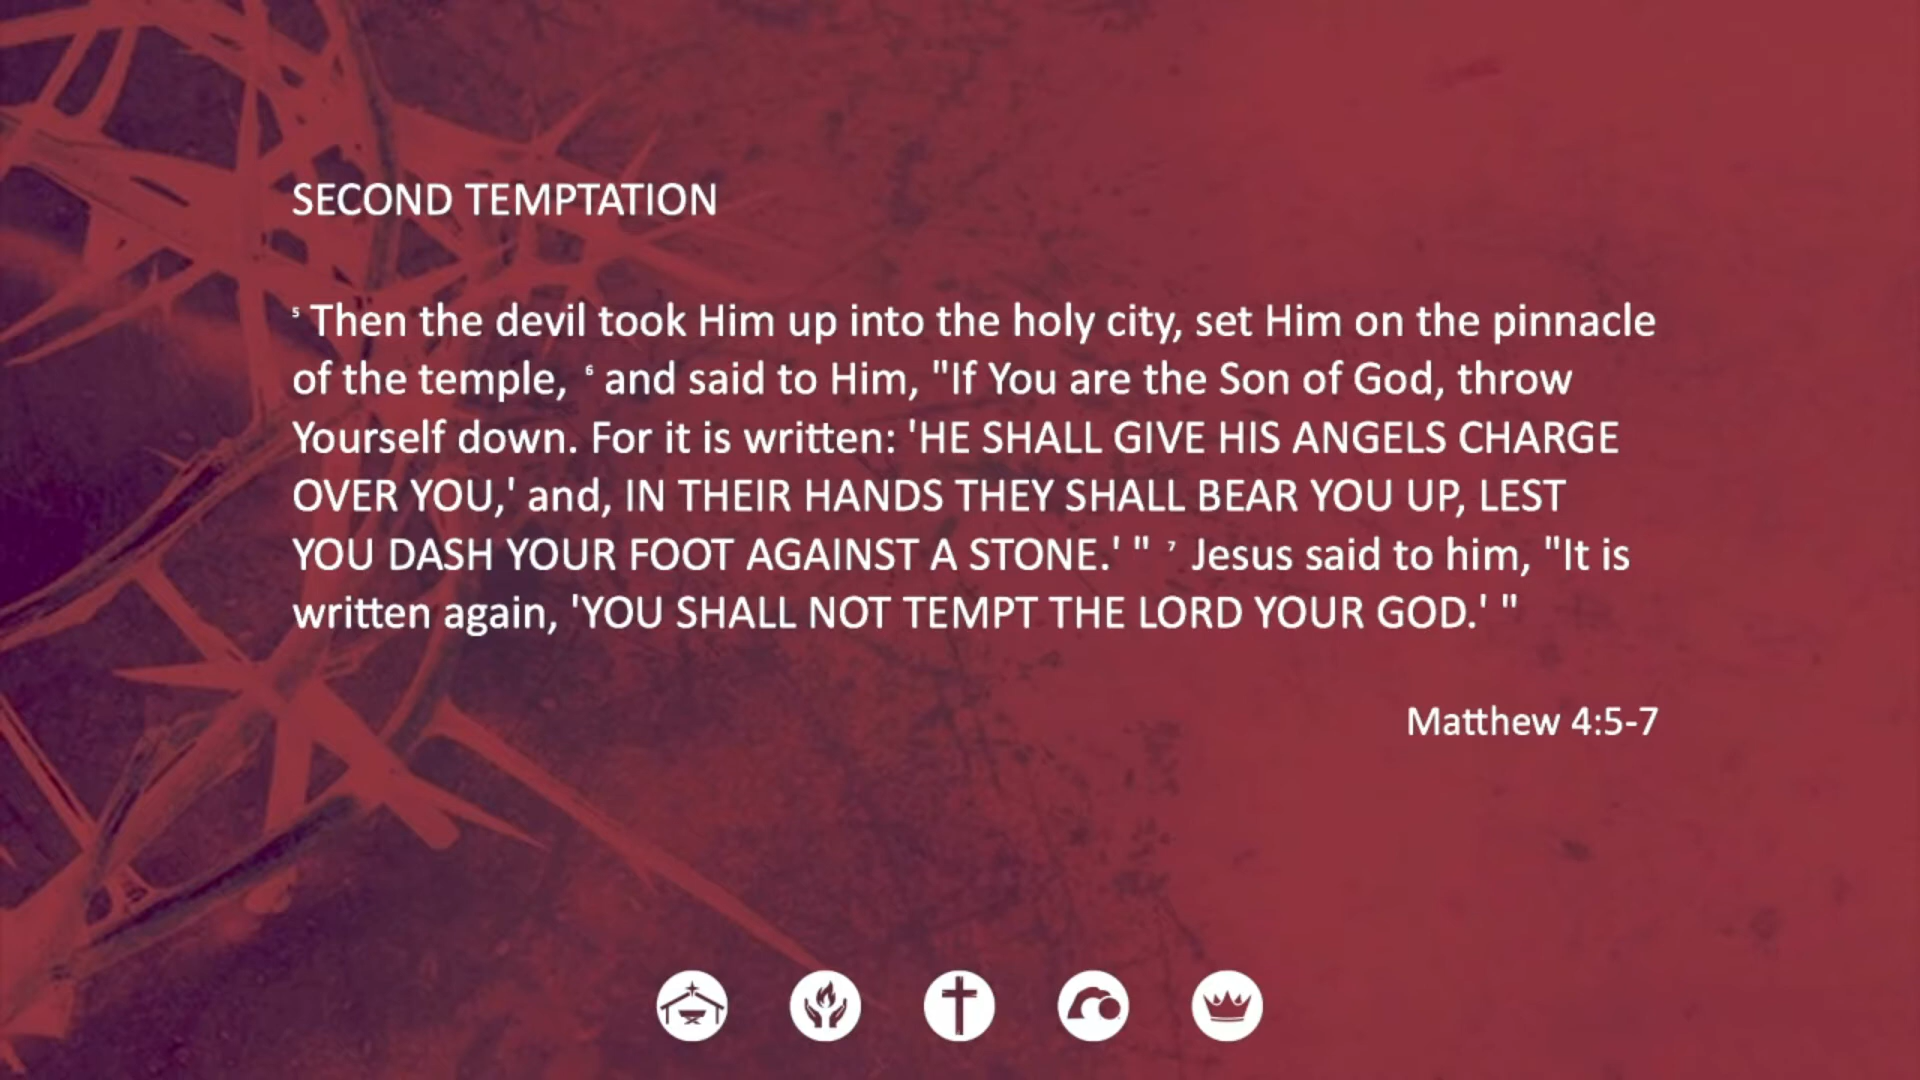 SECOND TEMPTATION
5 Then the devil took Him up into the holy city, set Him on the pinnacle
of the temple, 6 and said to Him, "If You are the Son of God, throw
Yourself down. For it is written: 'HE SHALL GIVE HIS ANGELS CHARGE
OVER YOU,' and, IN THEIR HANDS THEY SHALL BEAR YOU UP, LEST
YOU DASH YOUR FOOT AGAINST A STONE.' " 7 Jesus said to him, "It is
written again, 'YOU SHALL NOT TEMPT THE LORD YOUR GOD.' "
Matthew 4:5-7